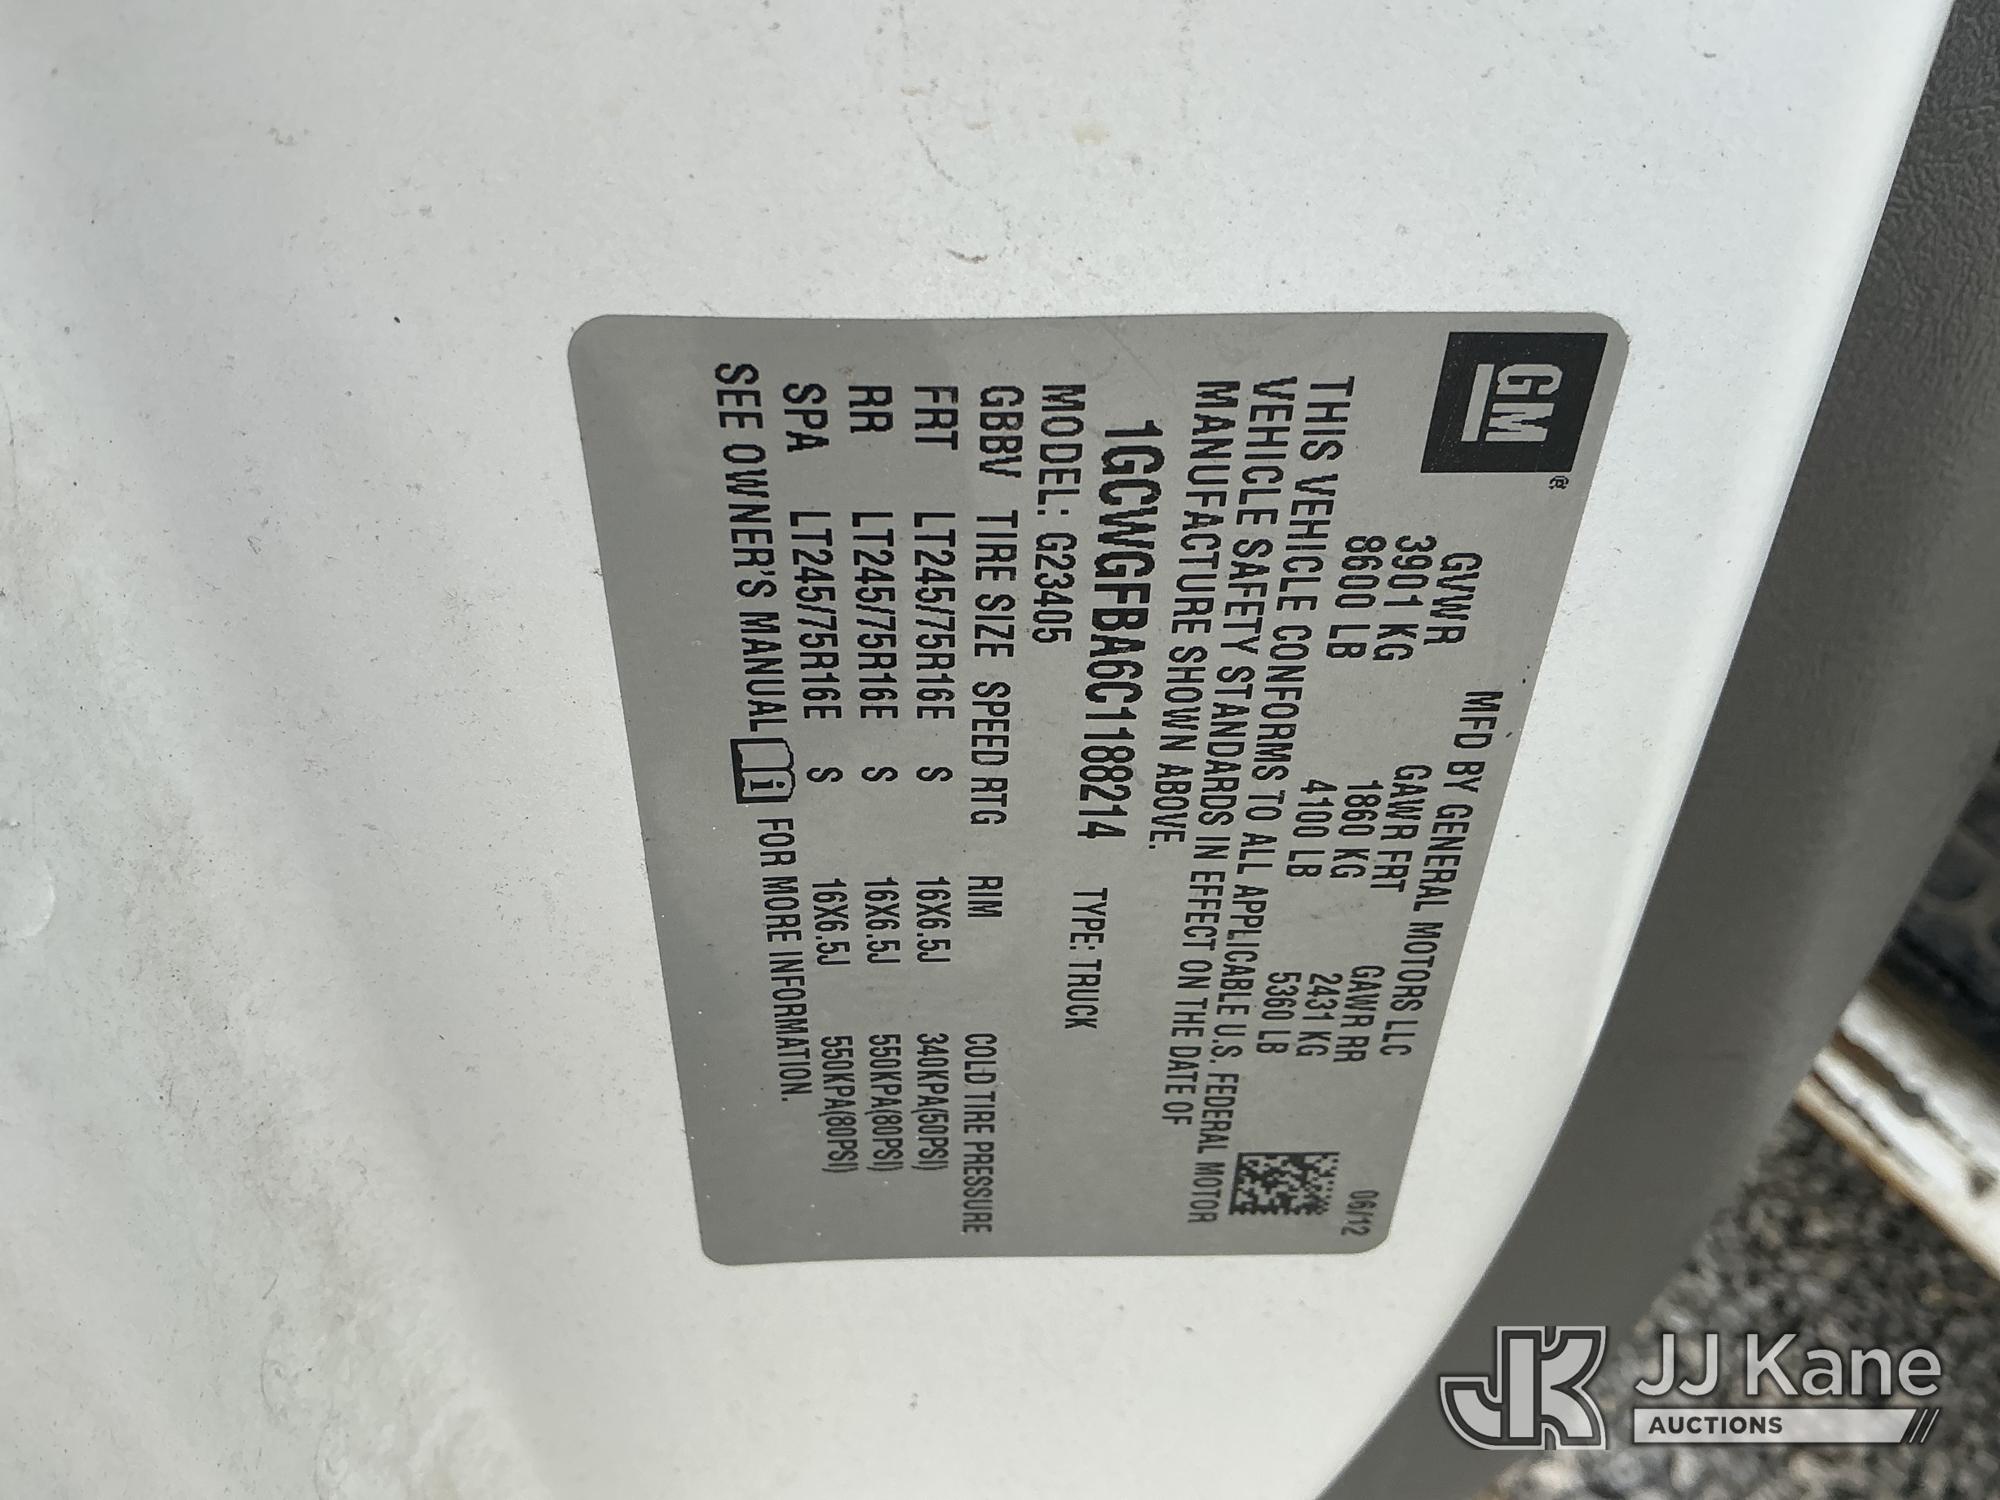 GM®
MFD BY GENERAL MOTORS LLC 06/12
GVWR GAWR FRT GAWR RR
3901 KG 1860 KG 2431 KG
8600 LB 4100 LB 5360 LB
THIS VEHICLE CONFORMS TO ALL APPLICABLE U.S. FEDERAL MOTOR
VEHICLE SAFETY STANDARDS IN EFFECT ON THE DATE OF
MANUFACTURE SHOWN ABOVE.
1GCWGFBA6C1188214 TYPE: TRUCK
MODEL: G23405
GBBV TIRE SIZE SPEED RTG RIM COLD TIRE PRESSURE
FRT LT245/75R16E S 16X6.5J 340KPA(50PSI)
RR LT245/75R16E S 16X6.5J 550KPA(80PSI)
SPA LT245/75R16E S 16X6.5J 550KPA(80PSI)
SEE OWNER'S MANUAL i FOR MORE INFORMATION.
JK JJ Kane
AUCTIONS